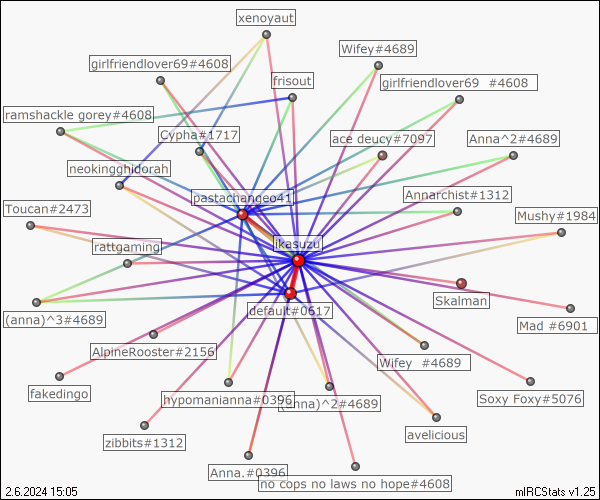 xenoyaut
Wifey#4689
girlfriendlover69#4608
frisout
girlfriendlover69  #4608
ramshackle gorey#4608
Cypha#1717
ace deucy#7097
Anna^2#4689
neokingghidorah
pastachangeo41
Annarchist#1312
Toucan#2473
Mushy#1984
rattgaming
ikasuzu
Skalman
default#0617
(anna)^3#4689
Mad #6901
AlpineRooster#2156
Wifey  #4689
fakedingo
hypomanianna#0396
(anna)^2#4689
Soxy Foxy#5076
zibbits#1312
avelicious
Anna.#0396
no cops no laws no hope#4608
2.6.2024 15:05
mIRCStats v1.25